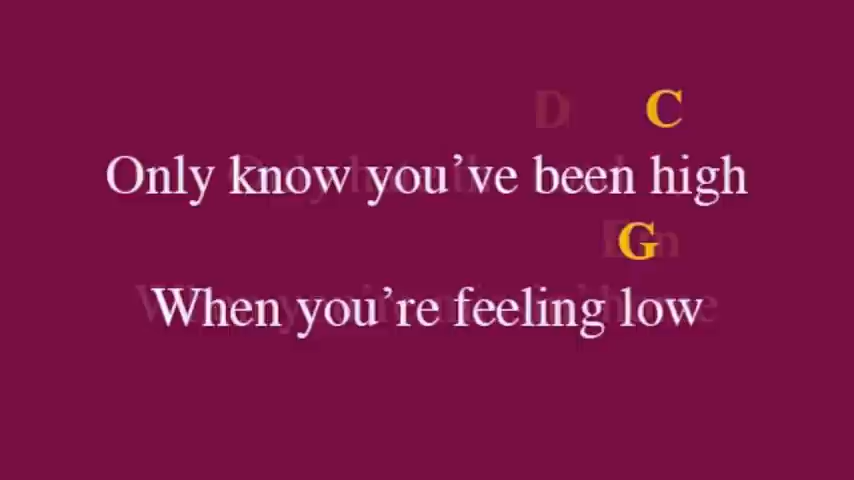 C
Only know you’ve been high
G
When you’re feeling low